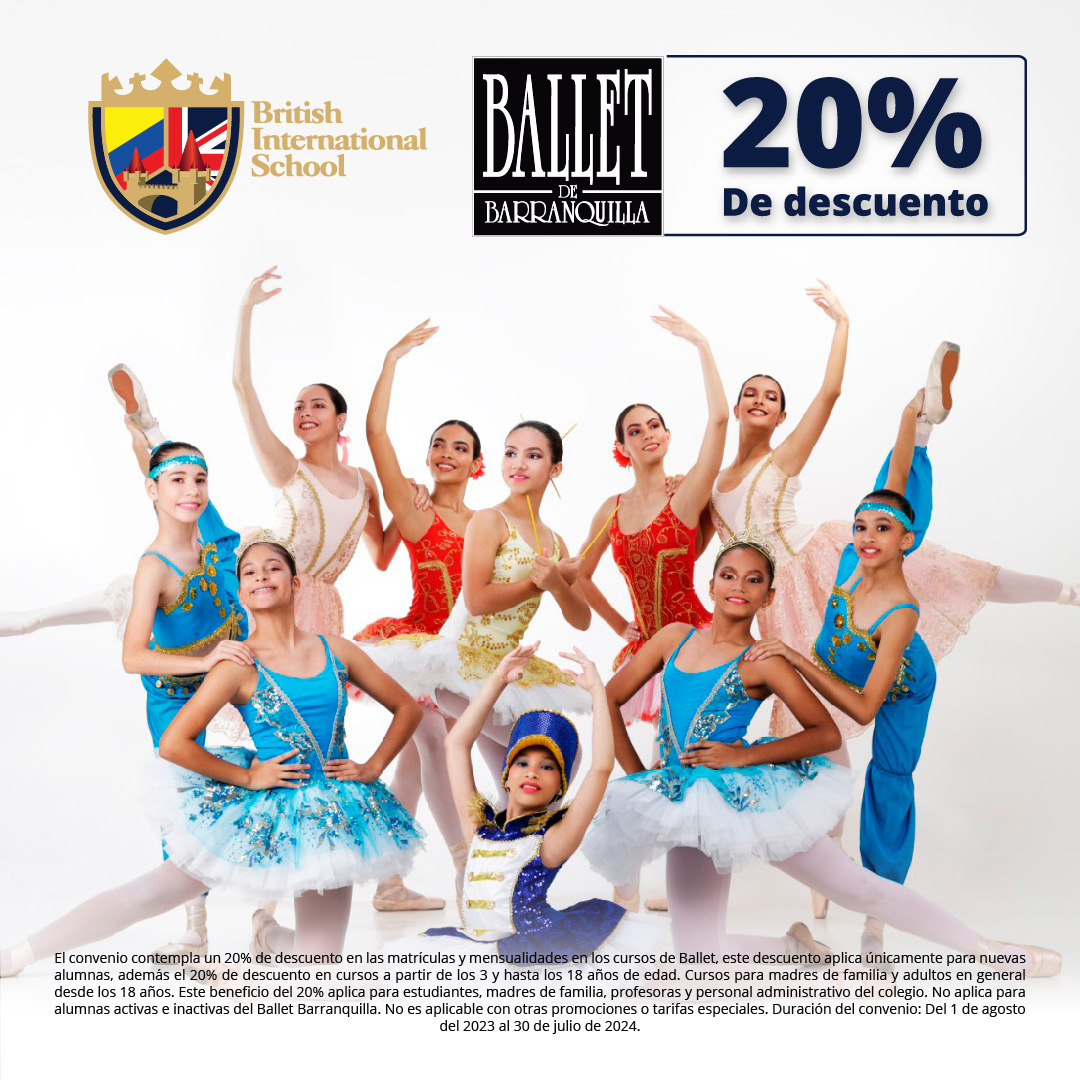 British
International
School
BALLET
DE
BARRANQUILLA
20%
De descuento
El convenio contempla un 20% de descuento en las matrículas y mensualidades en los cursos de Ballet, este descuento aplica únicamente para nuevas
alumnas, además el 20% de descuento en cursos a partir de los 3 y hasta los 18 años de edad. Cursos para madres de familia y adultos en general
desde los 18 años. Este beneficio del 20% aplica para estudiantes, madres de familia, profesoras y personal administrativo del colegio. No aplica para
alumnas activas e inactivas del Ballet Barranquilla. No es aplicable con otras promociones o tarifas especiales. Duración del convenio: Del 1 de agosto
del 2023 al 30 de julio de 2024.